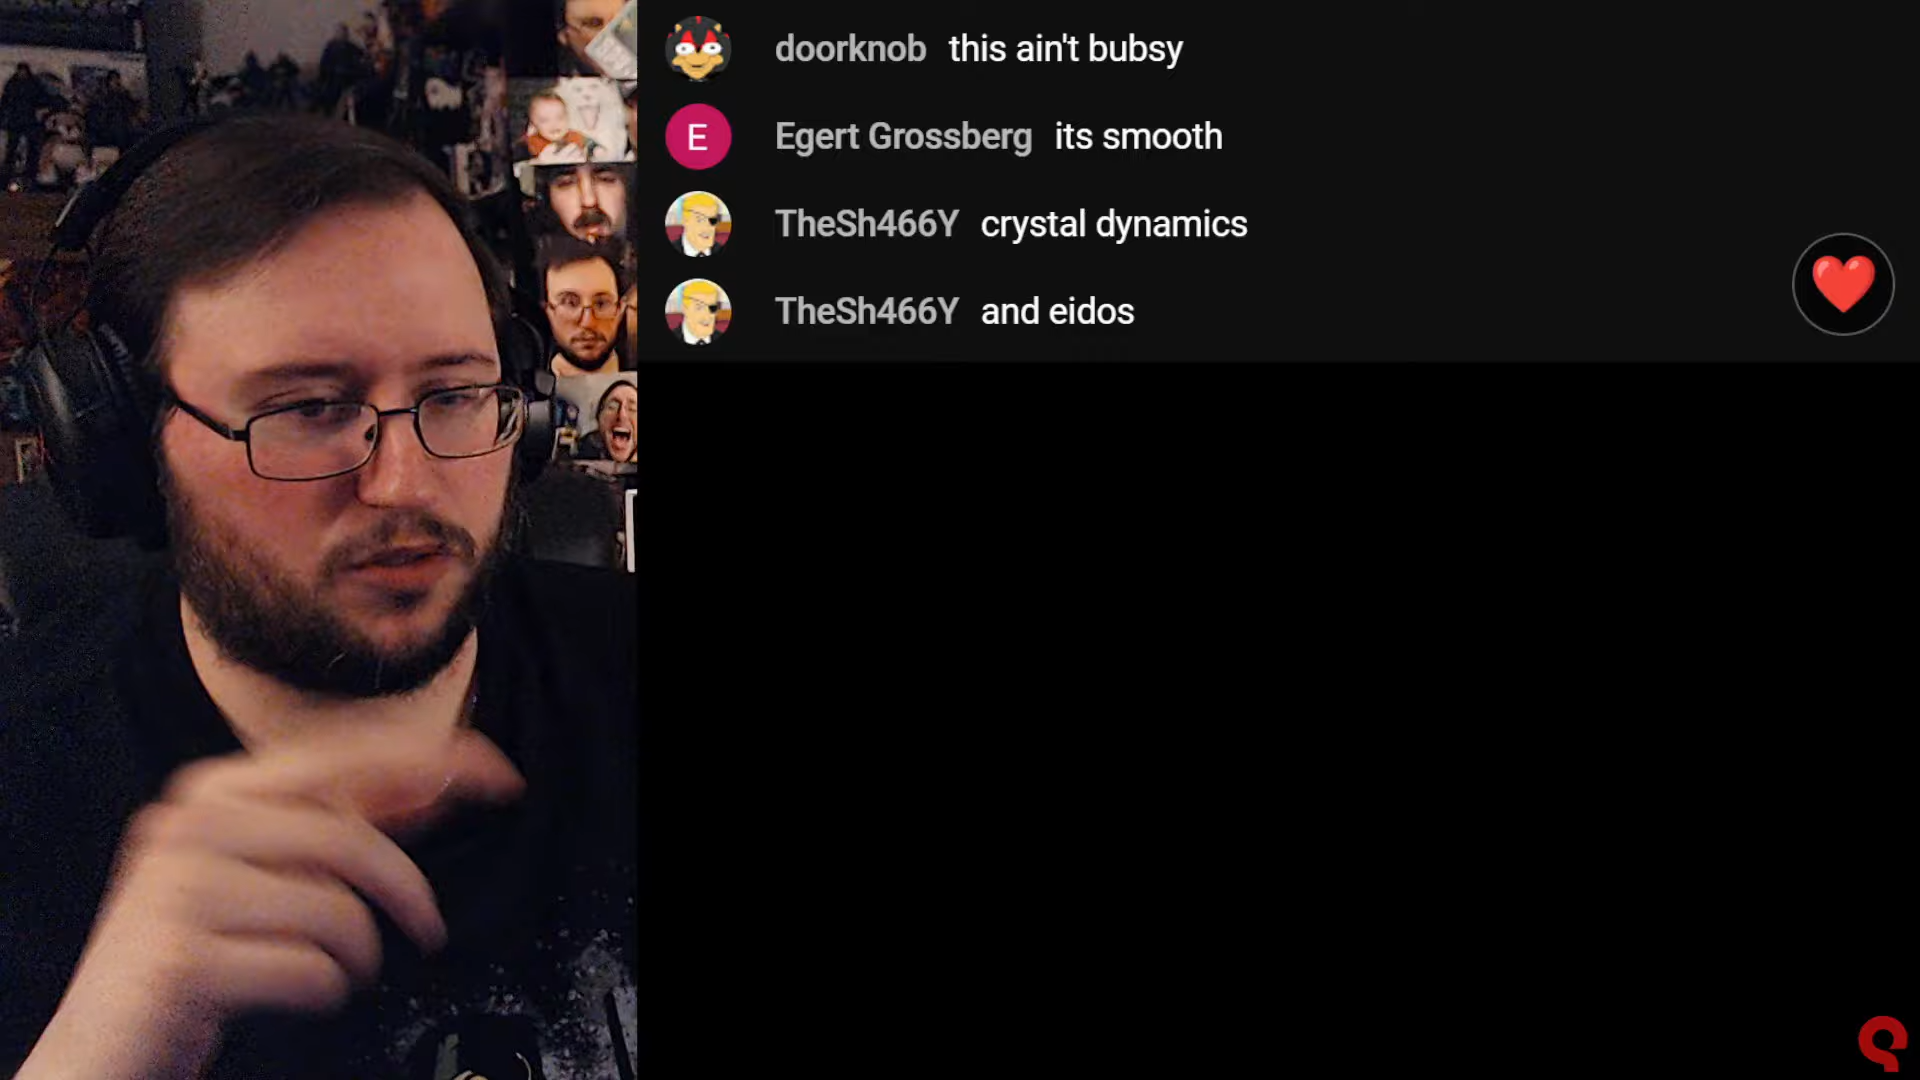 doorknob this ain't bubsy
E Egert Grossberg its smooth
TheSh466Y crystal dynamics
TheSh466Y and eidos